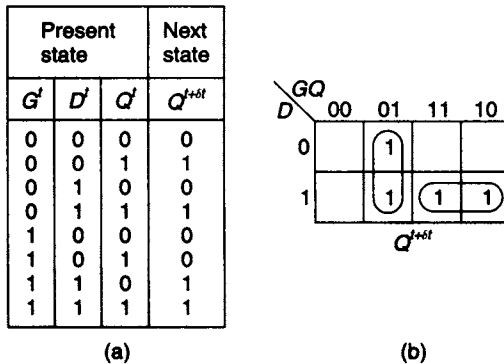 Present state Next state
G^t D^t Q^t Q^{t+δt}
0 0 0 0
0 0 1 1
0 1 0 0
0 1 1 1
1 0 0 0
1 0 1 0
1 1 0 1
1 1 1 1
(a)
GQ
D 00 01 11 10
0 1
1 1 1 1
Q^{t+δt}
(b)